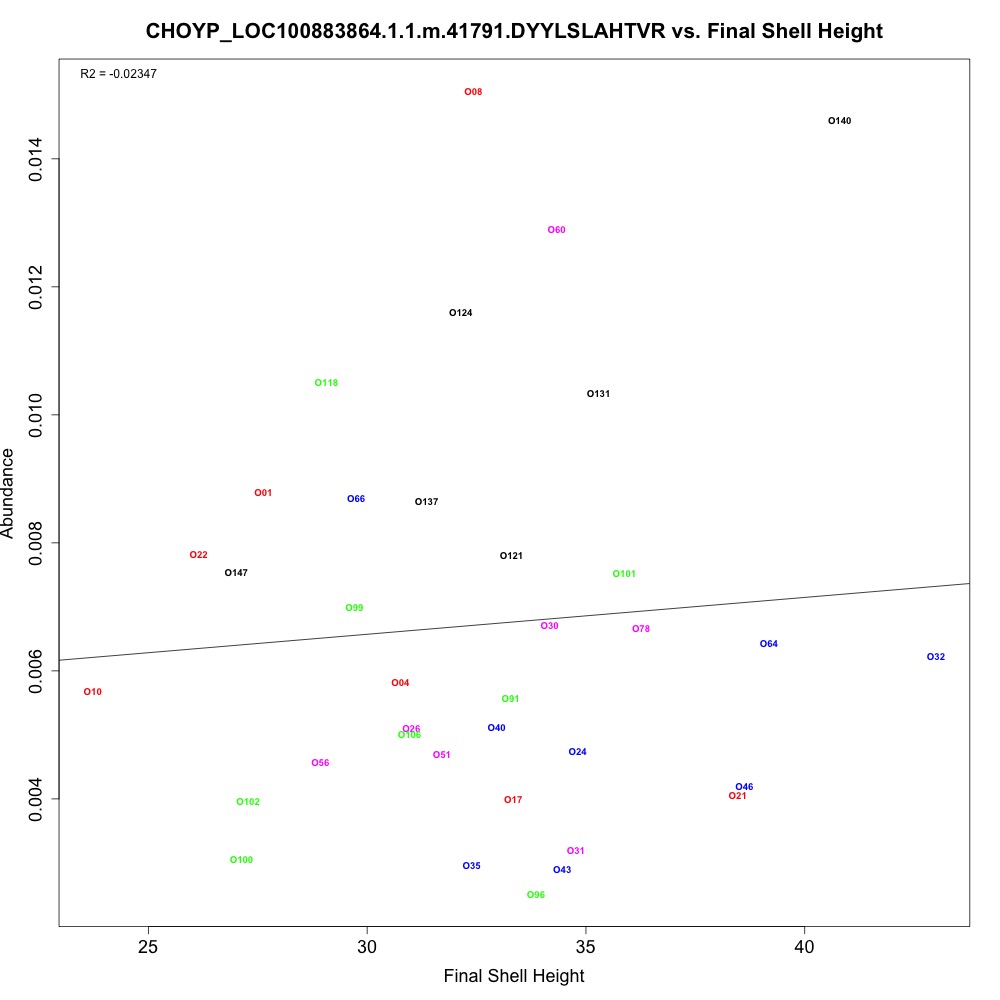 CHOYP_LOC100883864.1.1.m.41791.DYYLSLAHTVR vs. Final Shell Height
R2 = -0.02347
O08
O140
0.014
O60
0.012
O124
O118
O131
0.010
O01
O66
O137
Abundance
0.008
O22
O121
O147
O101
O99
O30
O78
O64
O32
0.006
O10
O04
O91
O26
O40
O106
O24
O51
O56
O46
0.004
O21
O102
O17
O31
O100
O35
O43
O96
25 30 35 40
Final Shell Height